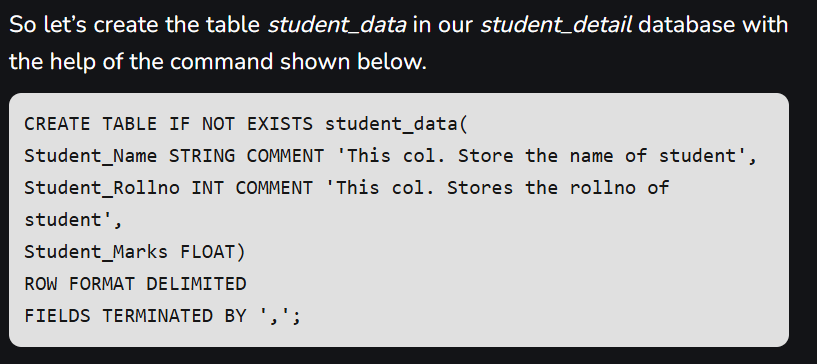 So let’s create the table student_data in our student_detail database with
the help of the command shown below.
CREATE TABLE IF NOT EXISTS student_data(
Student_Name STRING COMMENT 'This col. Store the name of student',
Student_Rollno INT COMMENT 'This col. Stores the rollno of
student',
Student_Marks FLOAT)
ROW FORMAT DELIMITED
FIELDS TERMINATED BY ',';